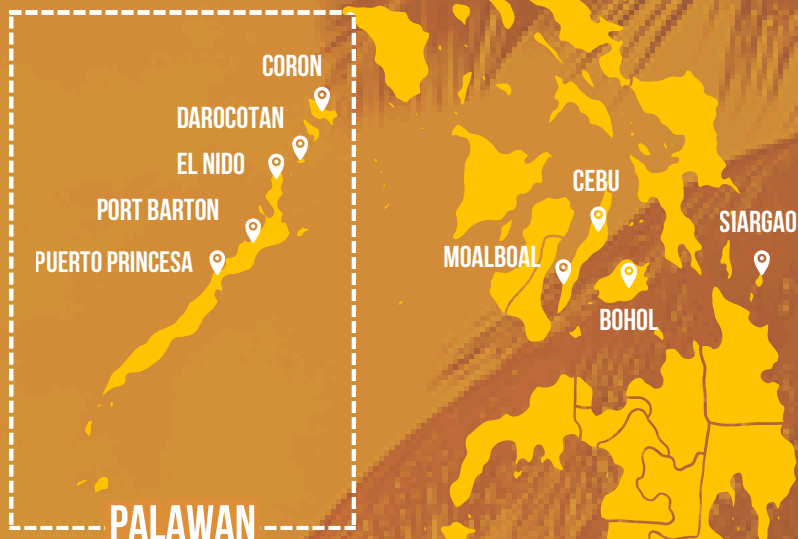 CORON
DAROCOTAN
EL NIDO
PORT BARTON
PUERTO PRINCESA
PALAWAN
CEBU
SIARGAO
MOALBOAL
BOHOL